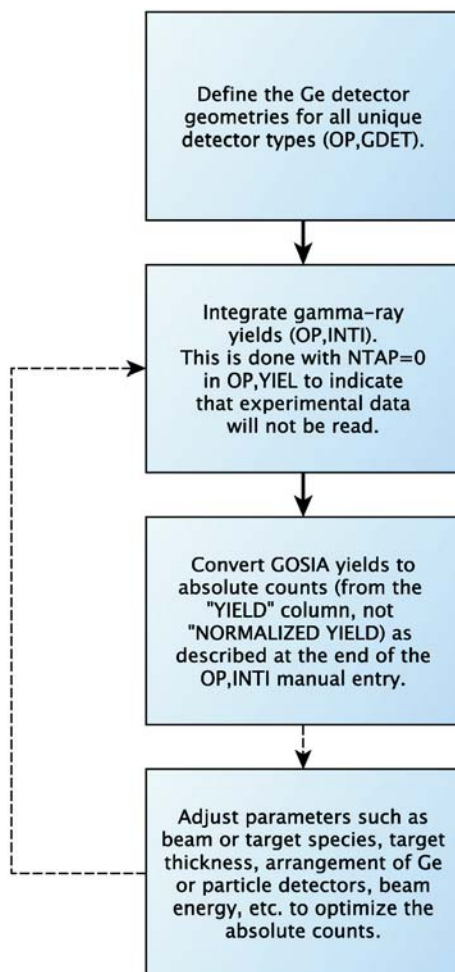 Define the Ge detector
geometries for all unique
detector types (OP,GDET).
Integrate gamma-ray
yields (OP,INTI).
This is done with NTAP=0
in OP,YIEL to indicate
that experimental data
will not be read.
Convert GOSIA yields to
absolute counts (from the
"YIELD" column, not
"NORMALIZED YIELD) as
described at the end of the
OP,INTI manual entry.
Adjust parameters such as
beam or target species, target
thickness, arrangement of Ge
or particle detectors, beam
energy, etc. to optimize the
absolute counts.